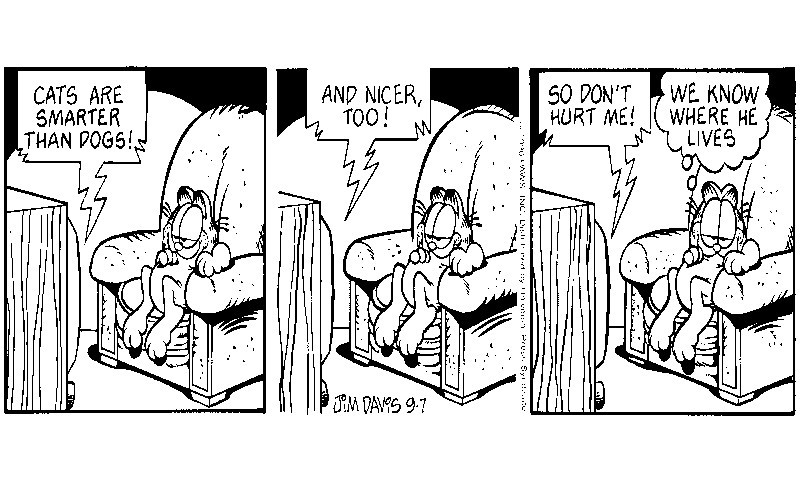 CATS ARE
SMARTER
THAN DOGS!
AND NICER,
TOO!
JIM DAVIS 9-7
SO DON'T
HURT ME!
WE KNOW
WHERE HE
LIVES